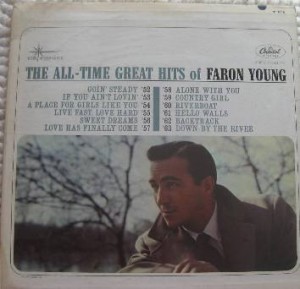 Capitol
THE ALL-TIME GREAT HITS of FARON YOUNG
GOIN' STEADY '52
IF YOU AIN'T LOVIN' '53
A PLACE FOR GIRLS LIKE YOU '54
LIVE FAST LOVE HARD '55
SWEET DREAMS '56
LOVE HAS FINALLY COME '57
'58 ALONE WITH YOU
'59 COUNTRY GIRL
'60 RIVERBOAT
'61 HELLO WALLS
'62 BACKTRACK
'63 DOWN BY THE RIVER